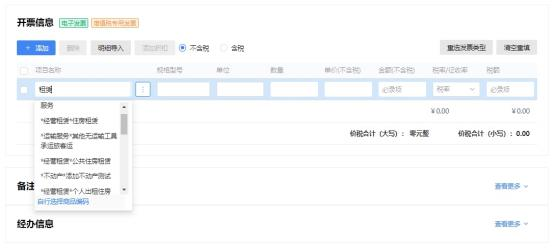 开票信息 电子发票 增值税专用发票
+ 添加 删除 明细导入 添加折扣 不含税 含税 重选发票类型 清空重填
项目名称 规格型号 单位 数量 单价(不含税) 金额(不含税) 税率/征收率 税额
租赁 必录项 税率 必录项
服务
*经营租赁*住房租赁
*运输服务*其他无运输工具
承运旅客运
*经营租赁*公共住房租赁
*不动产*添加不动产测试
*经营租赁*个人出租住房
自行选择商品编码
¥0.00 ¥0.00
价税合计（大写）： 零元整 价税合计（小写）：0.00
备注 查看更多
经办信息 查看更多